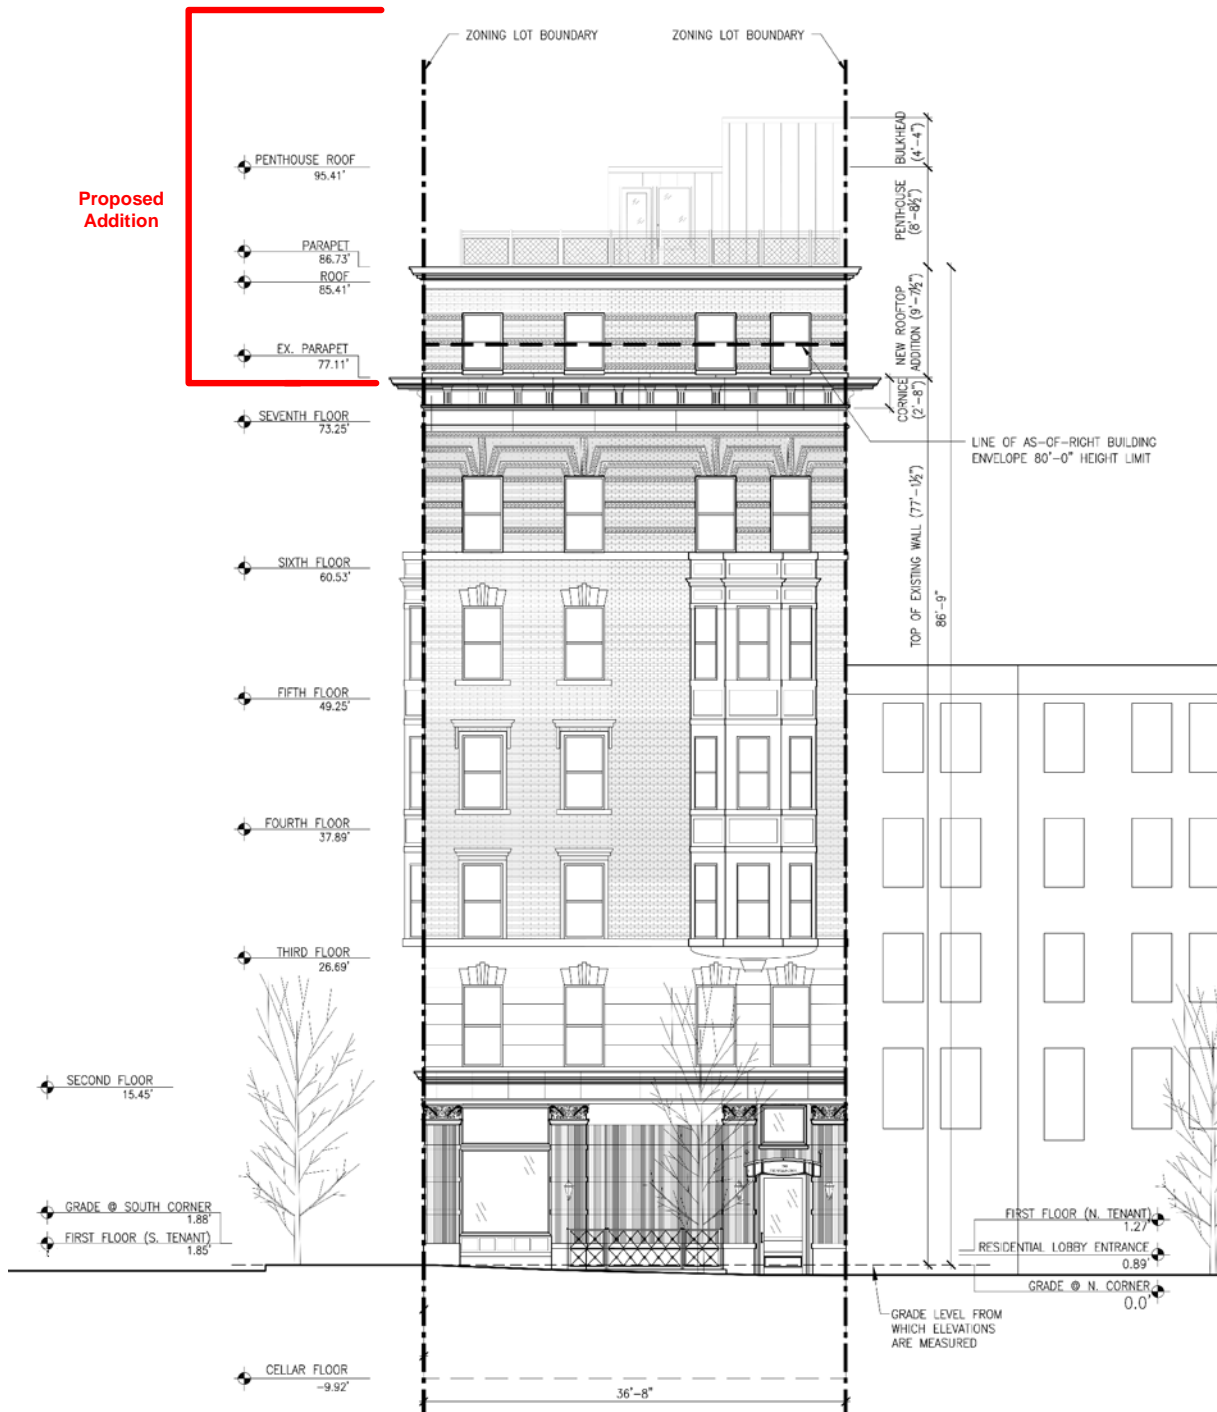 ZONING LOT BOUNDARY
ZONING LOT BOUNDARY
BULKHEAD
(4'-4")
PENTHOUSE ROOF
95.41'
Proposed
Addition
PENTHOUSE
(8'-8½")
PARAPET
86.73'
ROOF
85.41'
NEW ROOFTOP
ADDITION (9'-7½")
EX. PARAPET
77.11'
CORNICE
(2'-8")
SEVENTH FLOOR
73.25'
LINE OF AS-OF-RIGHT BUILDING
ENVELOPE 80'-0" HEIGHT LIMIT
TOP OF EXISTING WALL (77'-1½")
86'-9"
SIXTH FLOOR
60.53'
FIFTH FLOOR
49.25'
FOURTH FLOOR
37.89'
THIRD FLOOR
26.69'
SECOND FLOOR
15.45'
GRADE @ SOUTH CORNER
1.88'
FIRST FLOOR (S. TENANT)
1.85'
FIRST FLOOR (N. TENANT)
1.27'
RESIDENTIAL LOBBY ENTRANCE
0.89'
GRADE @ N. CORNER
0.0'
GRADE LEVEL FROM
WHICH ELEVATIONS
ARE MEASURED
CELLAR FLOOR
-9.92'
36'-8"